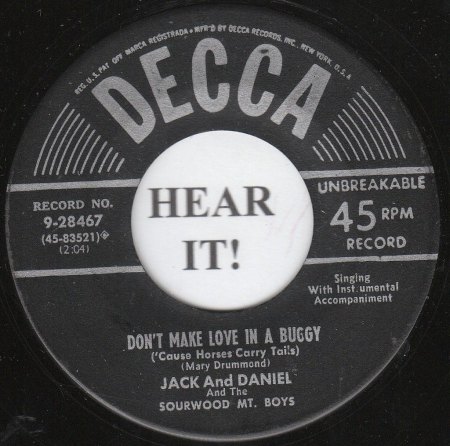 REG. U.S. PAT. OFF. MARCA REGISTRADA • MFR'D BY DECCA RECORDS, INC., NEW YORK, U.S.A.
DECCA
RECORD NO.
9-28467
(45-83521)
(2:04)
HEAR
IT!
UNBREAKABLE
45 RPM
RECORD
Singing
With Inst.umental
Accompaniment
DON'T MAKE LOVE IN A BUGGY
('Cause Horses Carry Tails)
(Mary Drummond)
JACK And DANIEL
And The
SOURWOOD MT. BOYS